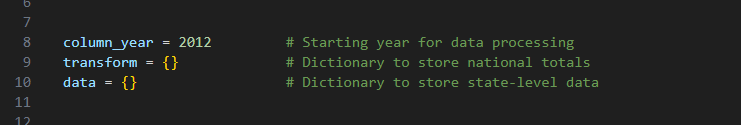 6
7
8 column_year = 2012 # Starting year for data processing
9 transform = {} # Dictionary to store national totals
10 data = {} # Dictionary to store state-level data
11
12